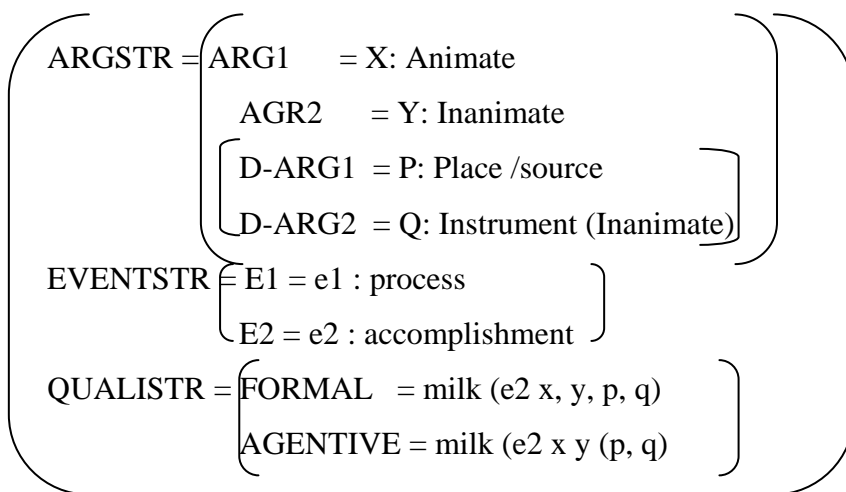 ARGSTR = ARG1 = X: Animate
AGR2 = Y: Inanimate
D-ARG1 = P: Place /source
D-ARG2 = Q: Instrument (Inanimate)
EVENTSTR = E1 = e1 : process
E2 = e2 : accomplishment
QUALISTR = FORMAL = milk (e2 x, y, p, q)
AGENTIVE = milk (e2 x y (p, q)